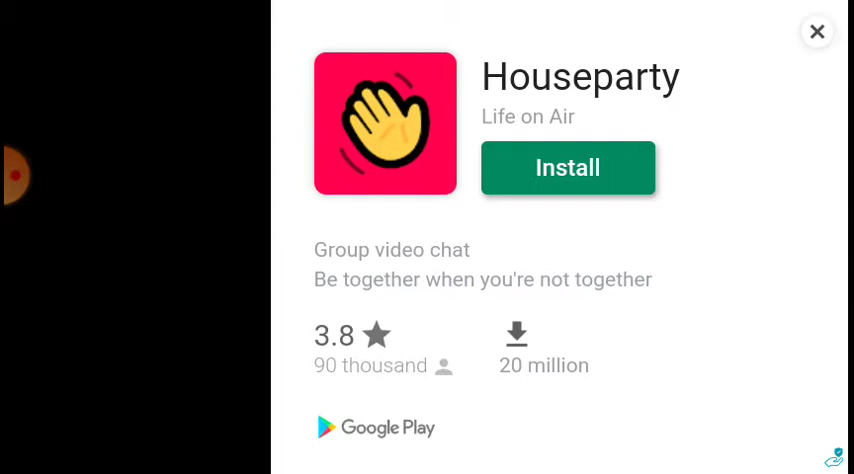 Houseparty
Life on Air
Install
Group video chat
Be together when you're not together
3.8
90 thousand
20 million
Google Play